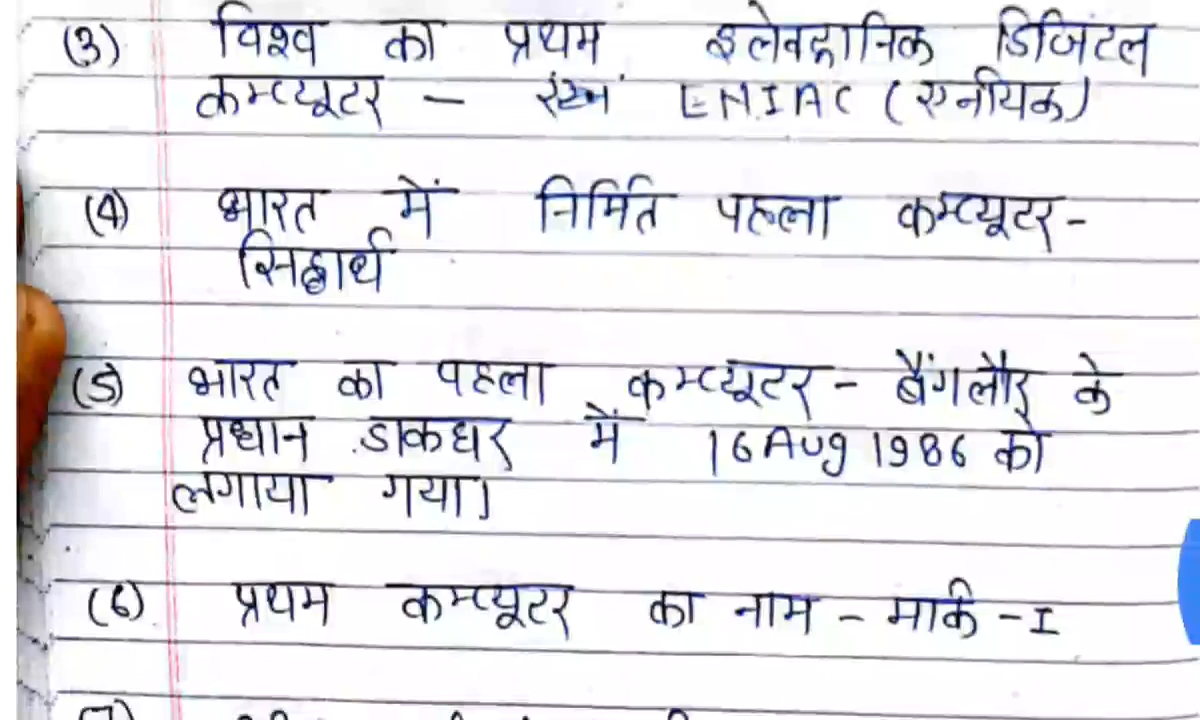 (3) विश्व का प्रथम इलेक्ट्रानिक डिजिटल
कम्प्यूटर - ENIAC (एनीयिक)
(4) भारत में निर्मित पहला कम्प्यूटर-
सिद्धार्थ
(5) भारत का पहला कम्प्यूटर - बैंगलौर के
प्रधान डाकघर में 16 Aug 1986 को
लगाया गया।
(6) प्रथम कम्प्यूटर का नाम - मार्क -I